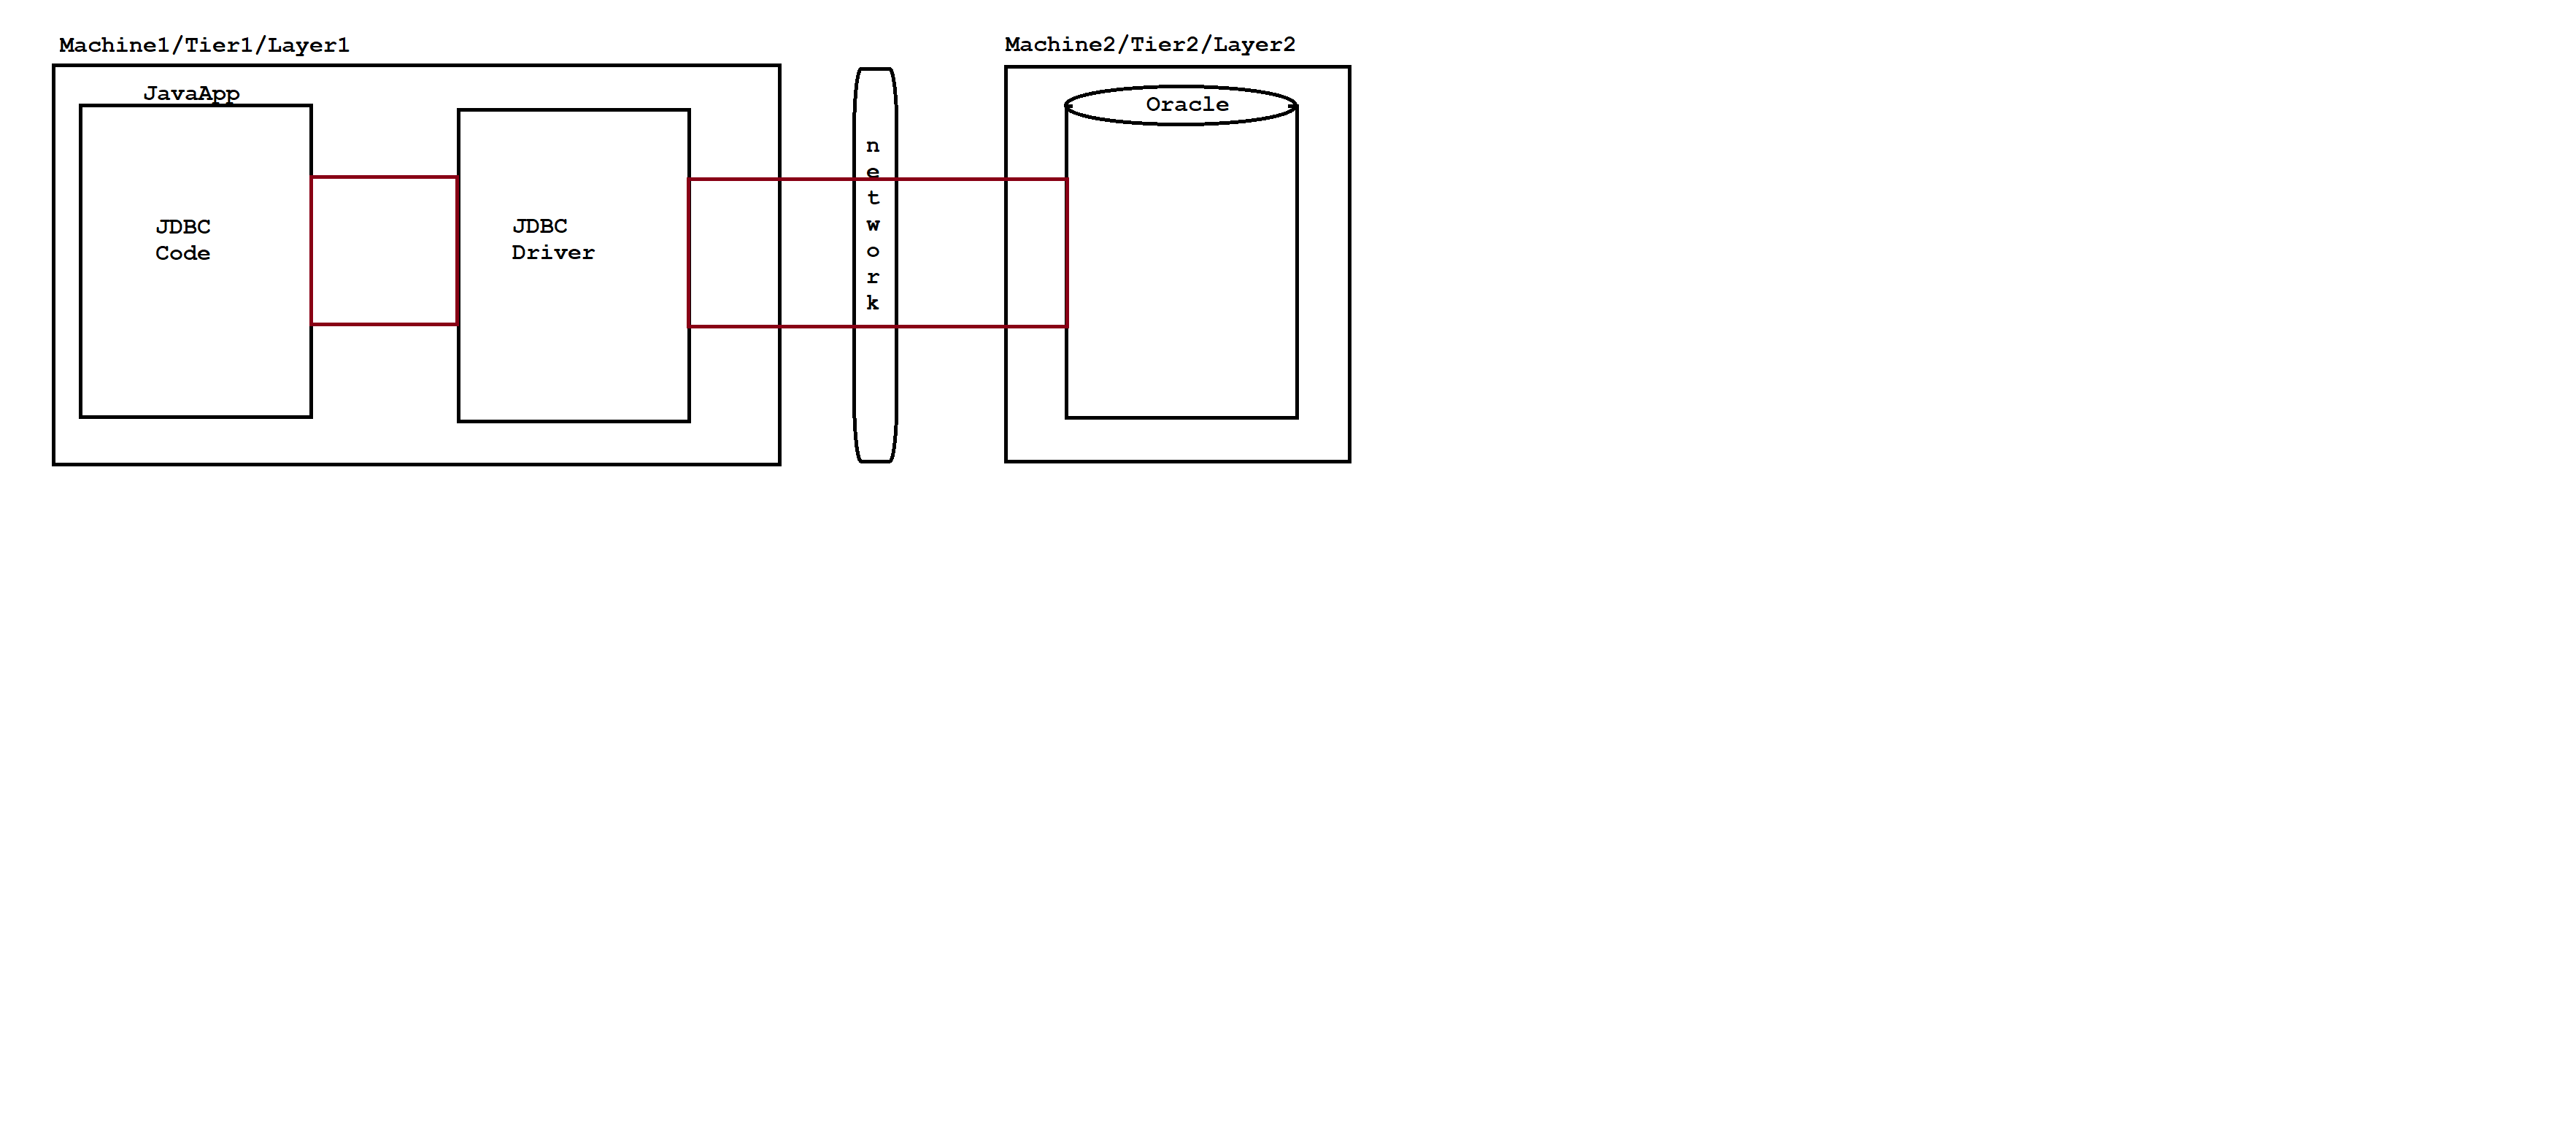 Machine1/Tier1/Layer1
Machine2/Tier2/Layer2
JavaApp
Oracle
JDBC
Code
JDBC
Driver
n
e
t
w
o
r
k